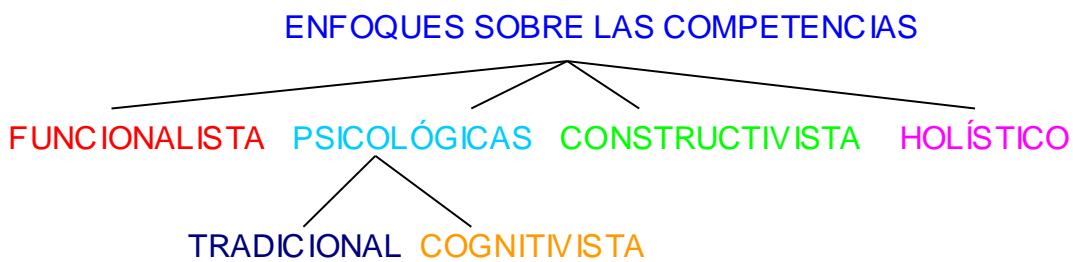 ENFOQUES SOBRE LAS COMPETENCIAS
FUNCIONALISTA PSICOLÓGICAS CONSTRUCTIVISTA HOLÍSTICO
TRADICIONAL COGNITIVISTA